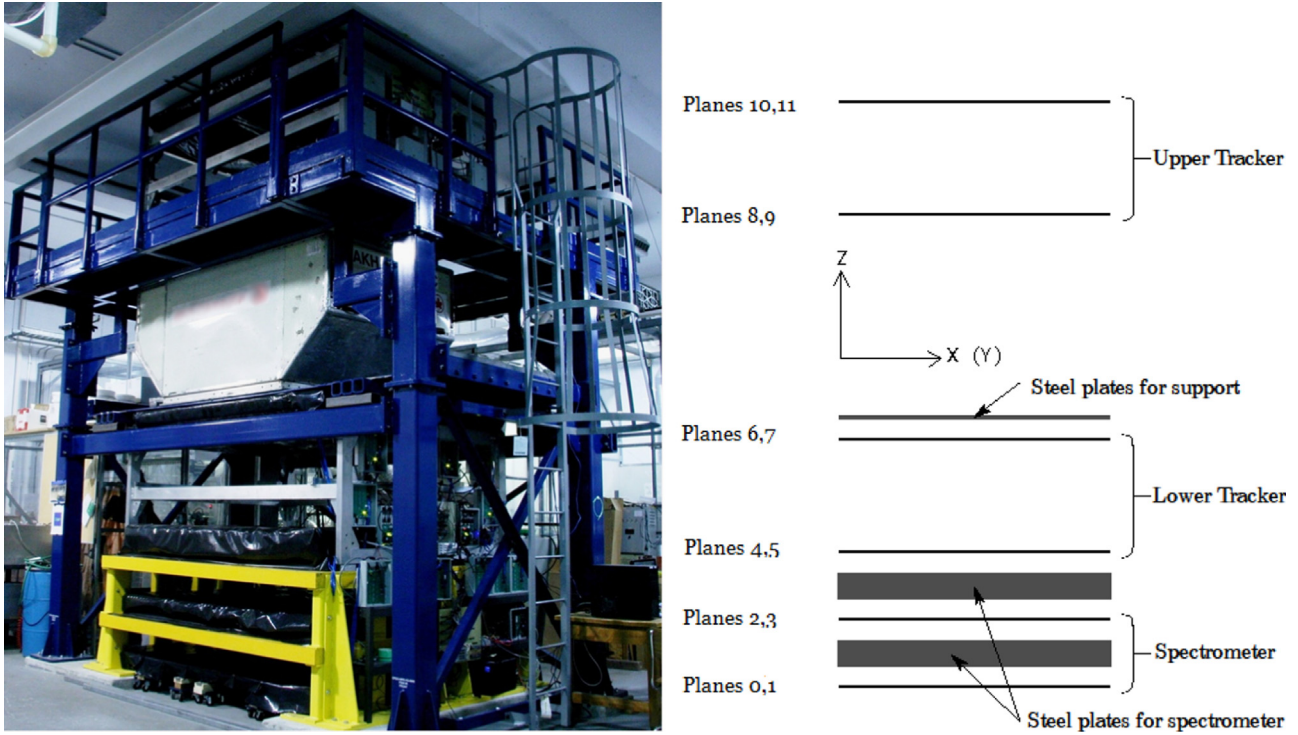 AKH
Planes 10,11
Upper Tracker
Planes 8,9
Z
X (Y)
Steel plates for support
Planes 6,7
Lower Tracker
Planes 4,5
Planes 2,3
Spectrometer
Planes 0,1
Steel plates for spectrometer